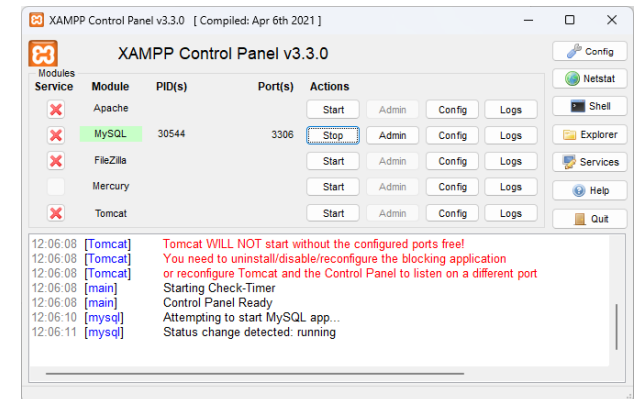 XAMPP Control Panel v3.3.0 [ Compiled: Apr 6th 2021 ]
XAMPP Control Panel v3.3.0
Config
Modules
Service Module PID(s) Port(s) Actions
Netstat
Apache Start Admin Config Logs
Shell
MySQL 30544 3306 Stop Admin Config Logs
Explorer
FileZilla Start Admin Config Logs
Services
Mercury Start Admin Config Logs
Help
Tomcat Start Admin Config Logs
Quit
12:06:08 [Tomcat] Tomcat WILL NOT start without the configured ports free!
12:06:08 [Tomcat] You need to uninstall/disable/reconfigure the blocking application
12:06:08 [Tomcat] or reconfigure Tomcat and the Control Panel to listen on a different port
12:06:08 [main] Starting Check-Timer
12:06:08 [main] Control Panel Ready
12:06:10 [mysql] Attempting to start MySQL app...
12:06:11 [mysql] Status change detected: running